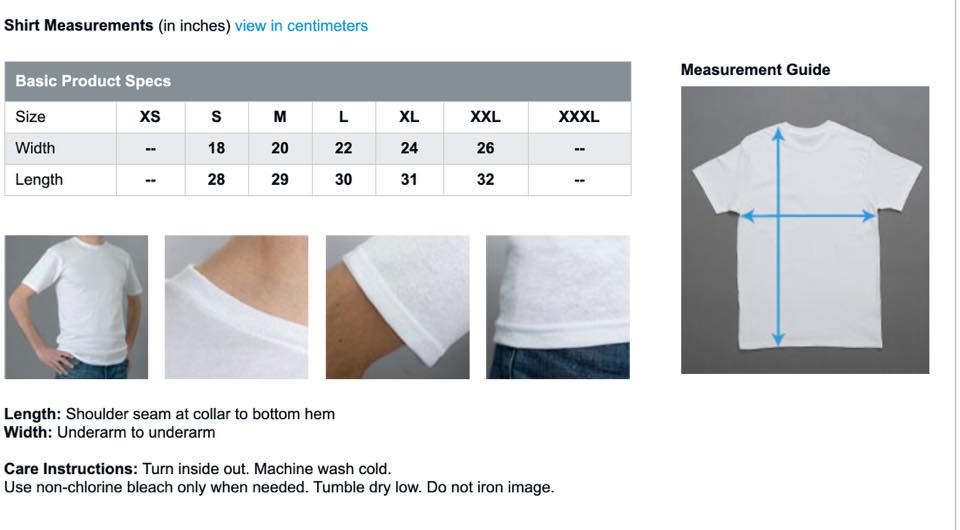 Shirt Measurements (in inches) view in centimeters
Measurement Guide
Basic Product Specs
Size XS S M L XL XXL XXXL
Width -- 18 20 22 24 26 --
Length -- 28 29 30 31 32 --
Length: Shoulder seam at collar to bottom hem
Width: Underarm to underarm
Care Instructions: Turn inside out. Machine wash cold.
Use non-chlorine bleach only when needed. Tumble dry low. Do not iron image.